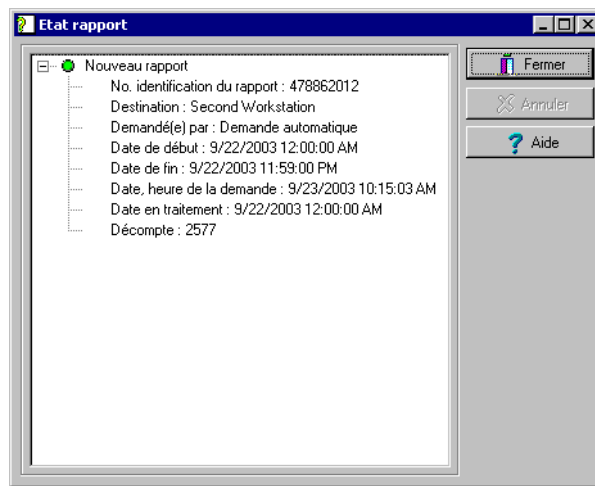 Etat rapport
Nouveau rapport
No. identification du rapport : 478862012
Destination : Second Workstation
Demandé(e) par : Demande automatique
Date de début : 9/22/2003 12:00:00 AM
Date de fin : 9/22/2003 11:59:00 PM
Date, heure de la demande : 9/23/2003 10:15:03 AM
Date en traitement : 9/22/2003 12:00:00 AM
Décompte : 2577
Fermer
Annuler
Aide